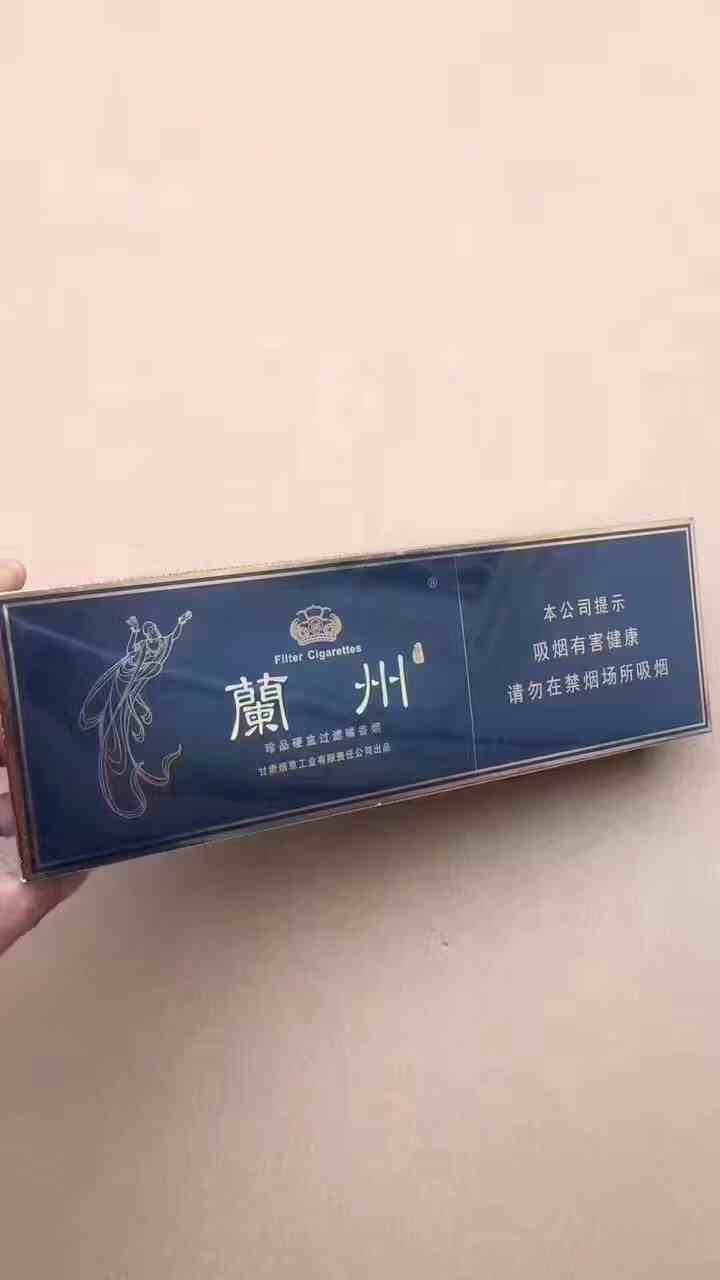 ®
Filter Cigarettes
蘭州
珍品硬盒过滤嘴香烟
甘肃烟草工业有限责任公司出品
本公司提示
吸烟有害健康
请勿在禁烟场所吸烟